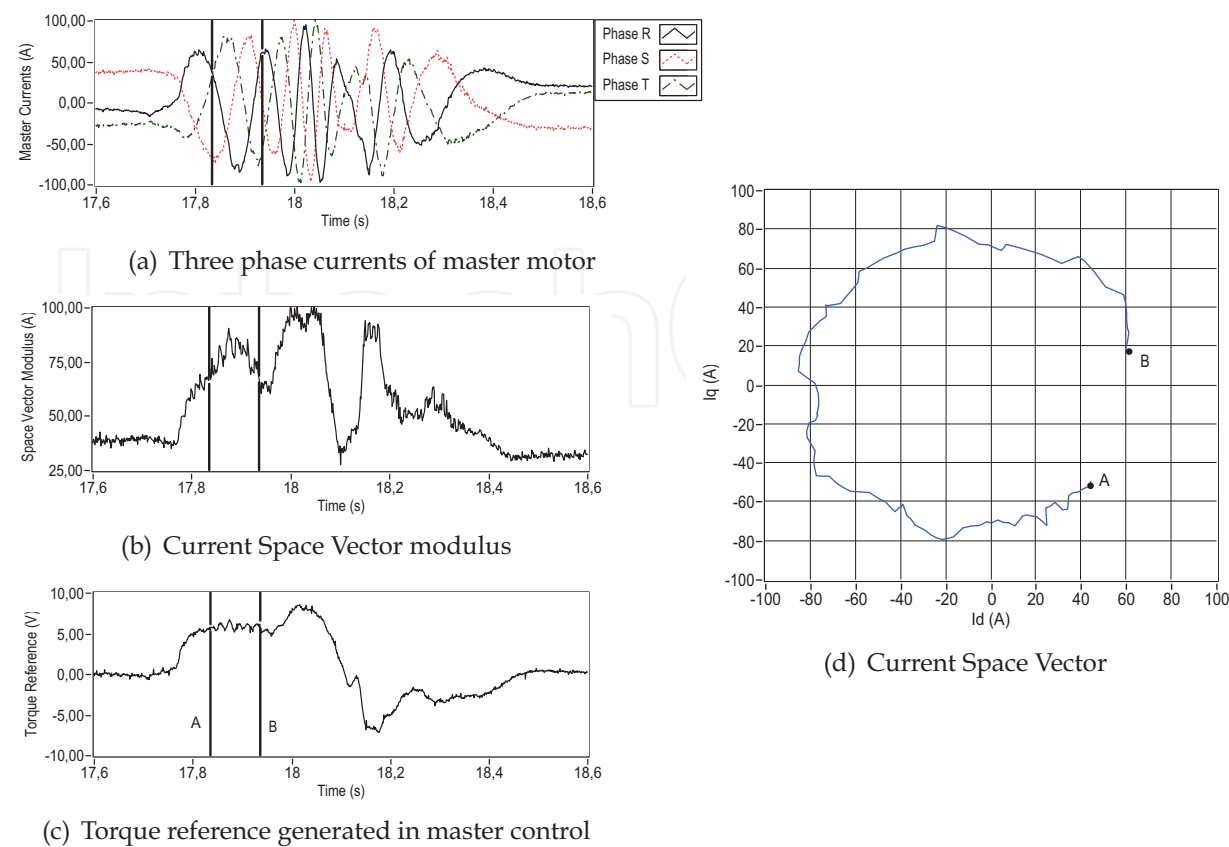 Master Currents (A)
100,00
50,00
0,00
-50,00
-100,00
17,6
17,8
18
18,2
18,4
18,6
Time (s)
Phase R
Phase S
Phase T
(a) Three phase currents of master motor
Space Vector Modulus (A)
100,00
75,00
50,00
25,00
17,6
17,8
18
18,2
18,4
18,6
Time (s)
(b) Current Space Vector modulus
Torque Reference (V)
10,00
5,00
0,00
-5,00
-10,00
A
B
17,6
17,8
18
18,2
18,4
18,6
Time (s)
(c) Torque reference generated in master control
Iq (A)
100
80
60
40
20
0
-20
-40
-60
-80
-100
B
A
-100
-80
-60
-40
-20
0
20
40
60
80
100
Id (A)
(d) Current Space Vector